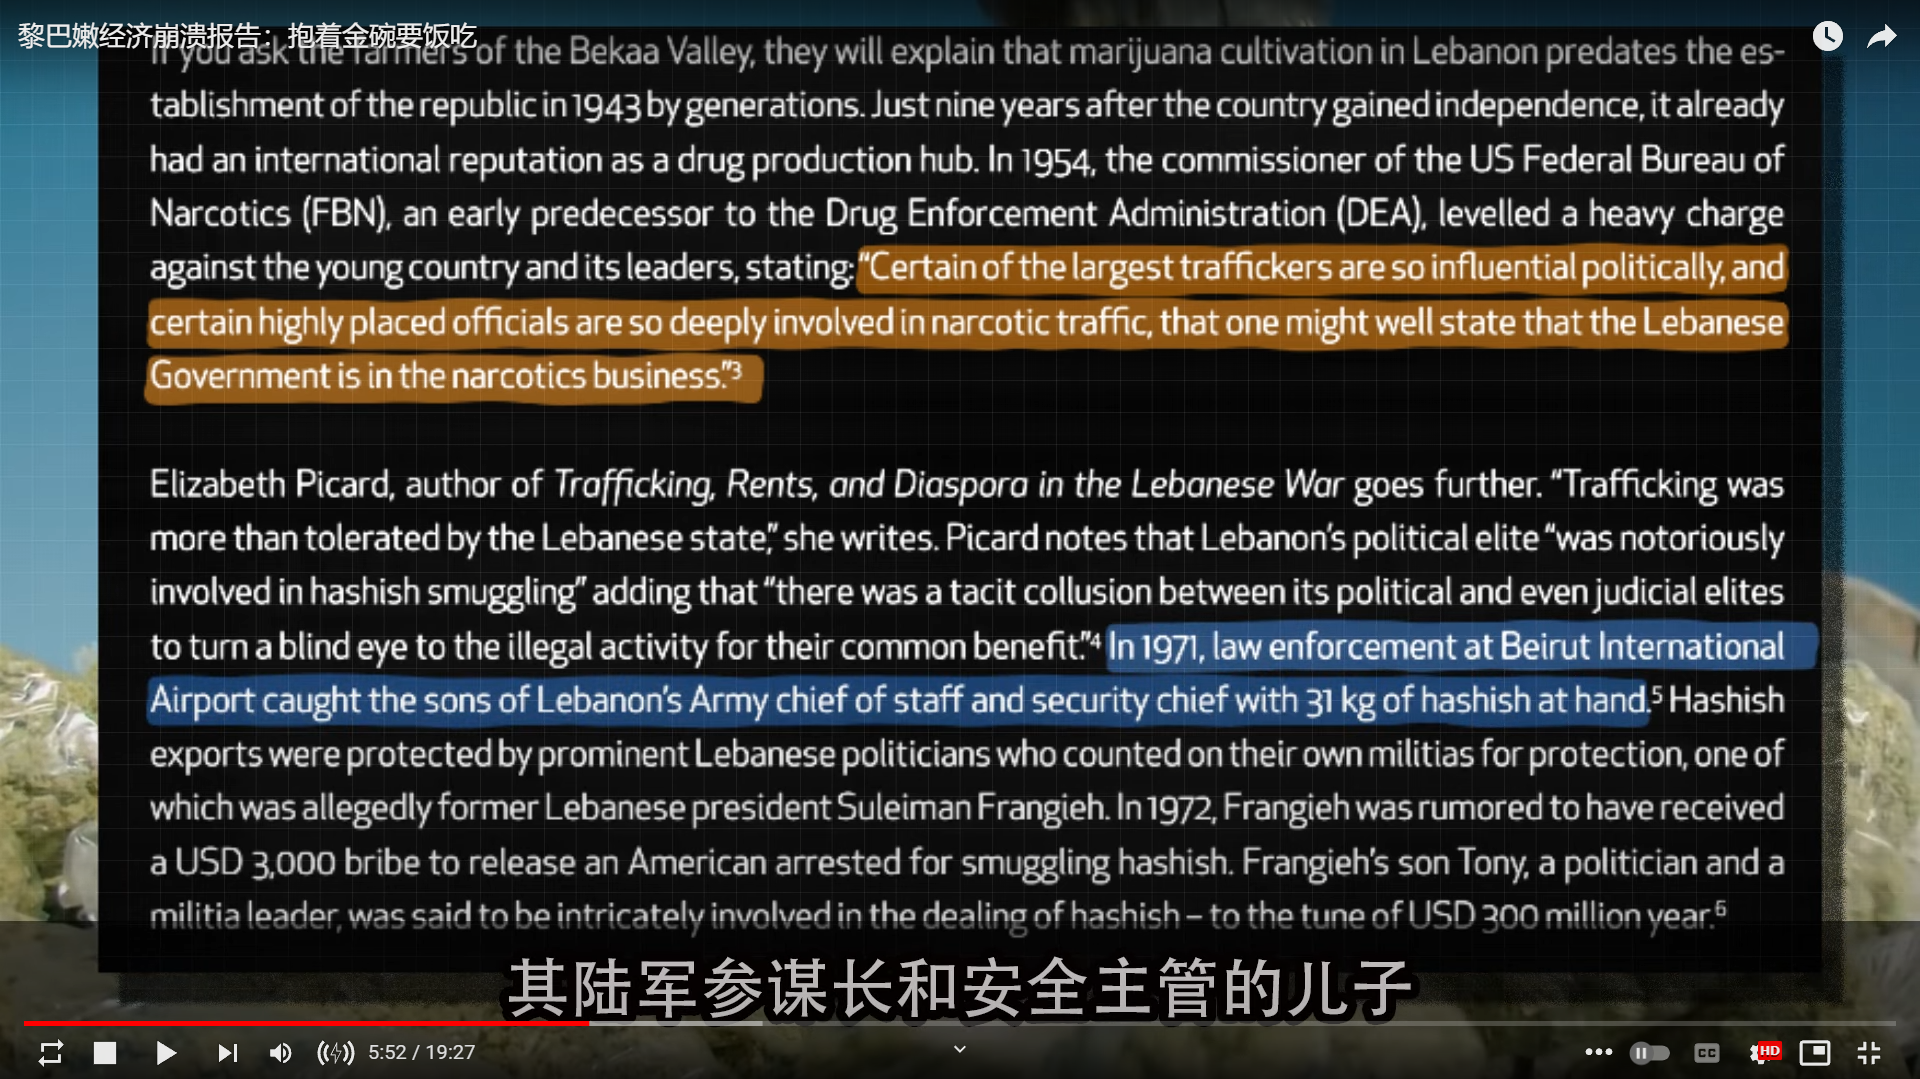 黎巴嫩经济崩溃报告：抱着金碗要饭吃
If you ask the farmers of the Bekaa Valley, they will explain that marijuana cultivation in Lebanon predates the es-
tablishment of the republic in 1943 by generations. Just nine years after the country gained independence, it already
had an international reputation as a drug production hub. In 1954, the commissioner of the US Federal Bureau of
Narcotics (FBN), an early predecessor to the Drug Enforcement Administration (DEA), levelled a heavy charge
against the young country and its leaders, stating: “Certain of the largest traffickers are so influential politically, and
certain highly placed officials are so deeply involved in narcotic traffic, that one might well state that the Lebanese
Government is in the narcotics business.”³
Elizabeth Picard, author of Trafficking, Rents, and Diaspora in the Lebanese War goes further. “Trafficking was
more than tolerated by the Lebanese state,” she writes. Picard notes that Lebanon’s political elite “was notoriously
involved in hashish smuggling” adding that “there was a tacit collusion between its political and even judicial elites
to turn a blind eye to the illegal activity for their common benefit.”⁴ In 1971, law enforcement at Beirut International
Airport caught the sons of Lebanon’s Army chief of staff and security chief with 31 kg of hashish at hand.⁵ Hashish
exports were protected by prominent Lebanese politicians who counted on their own militias for protection, one of
which was allegedly former Lebanese president Suleiman Frangieh. In 1972, Frangieh was rumored to have received
a USD 3,000 bribe to release an American arrested for smuggling hashish. Frangieh’s son Tony, a politician and a
militia leader, was said to be intricately involved in the dealing of hashish – to the tune of USD 300 million year.⁶
其陆军参谋长和安全主管的儿子
5:52 / 19:27
CC
HD